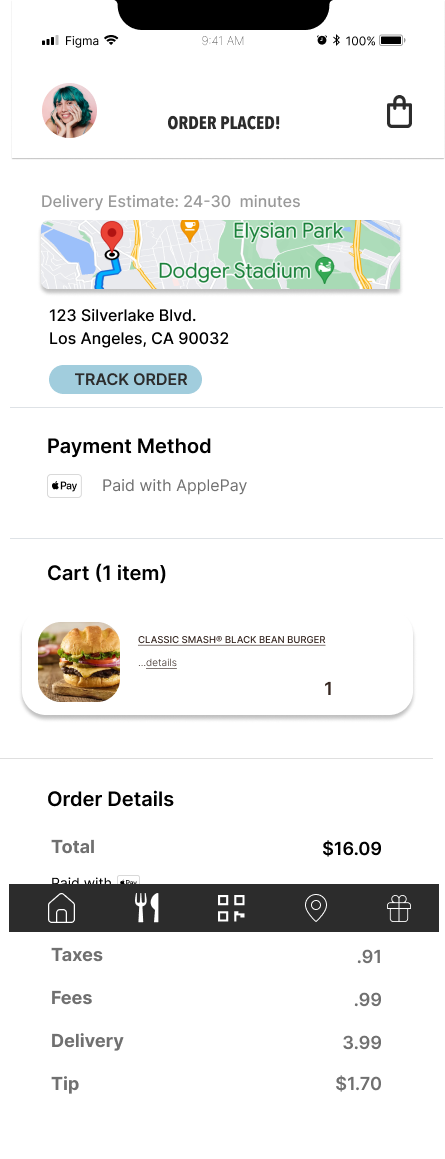 Figma 9:41 AM 100%
ORDER PLACED!
Delivery Estimate: 24-30 minutes
Elysian Park
Dodger Stadium
123 Silverlake Blvd.
Los Angeles, CA 90032
TRACK ORDER
Payment Method
Pay Paid with ApplePay
Cart (1 item)
CLASSIC SMASH® BLACK BEAN BURGER
...details
1
Order Details
Total $16.09
Paid with Pay
Taxes .91
Fees .99
Delivery 3.99
Tip $1.70